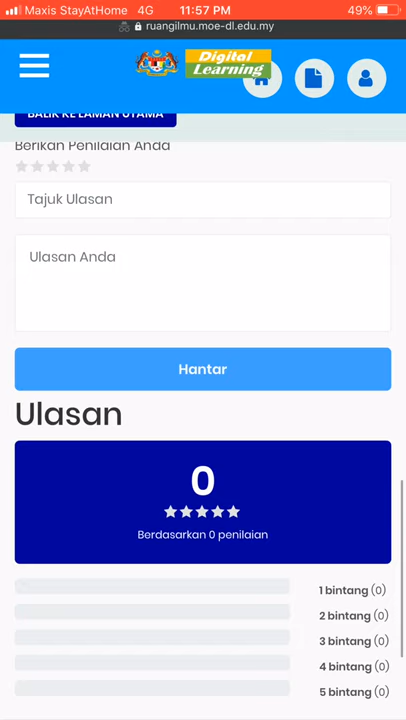 Maxis StayAtHome 4G 11:57 PM 49%
ruangilmu.moe-dl.edu.my
Digital
Learning
BALIK KE LAMAN UTAMA
Berikan Penilaian Anda
Tajuk Ulasan
Ulasan Anda
Hantar
Ulasan
0
Berdasarkan 0 penilaian
1 bintang (0)
2 bintang (0)
3 bintang (0)
4 bintang (0)
5 bintang (0)